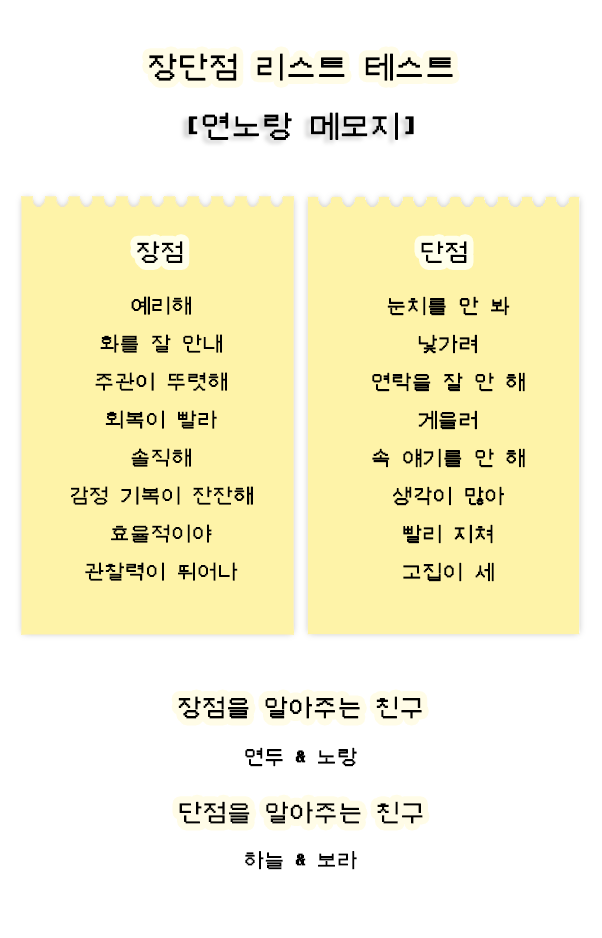 장단점 리스트 테스트
[연노랑 메모지]
장점
예리해
화를 잘 안내
주관이 뚜렷해
회복이 빨라
솔직해
감정 기복이 잔잔해
효율적이야
관찰력이 뛰어나
단점
눈치를 안 봐
낯가려
연락을 잘 안 해
게을러
속 얘기를 안 해
생각이 많아
빨리 지쳐
고집이 세
장점을 알아주는 친구
연두 & 노랑
단점을 알아주는 친구
하늘 & 보라